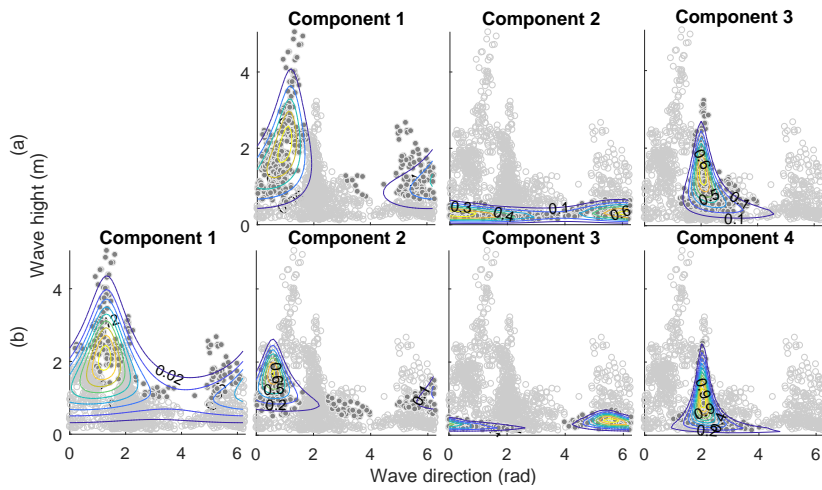 Component 1 Component 2 Component 3
4
2
0
0.3 0.4 0.1 0.6
0.6 0.5 0.1 0.1
(a)
Wave hight (m)
Component 1 Component 2 Component 3 Component 4
4
2
0
0.02
0.5 0.2
0.9 0.9
(b)
0 2 4 6 0 2 4 6 0 2 4 6 0 2 4 6
Wave direction (rad)